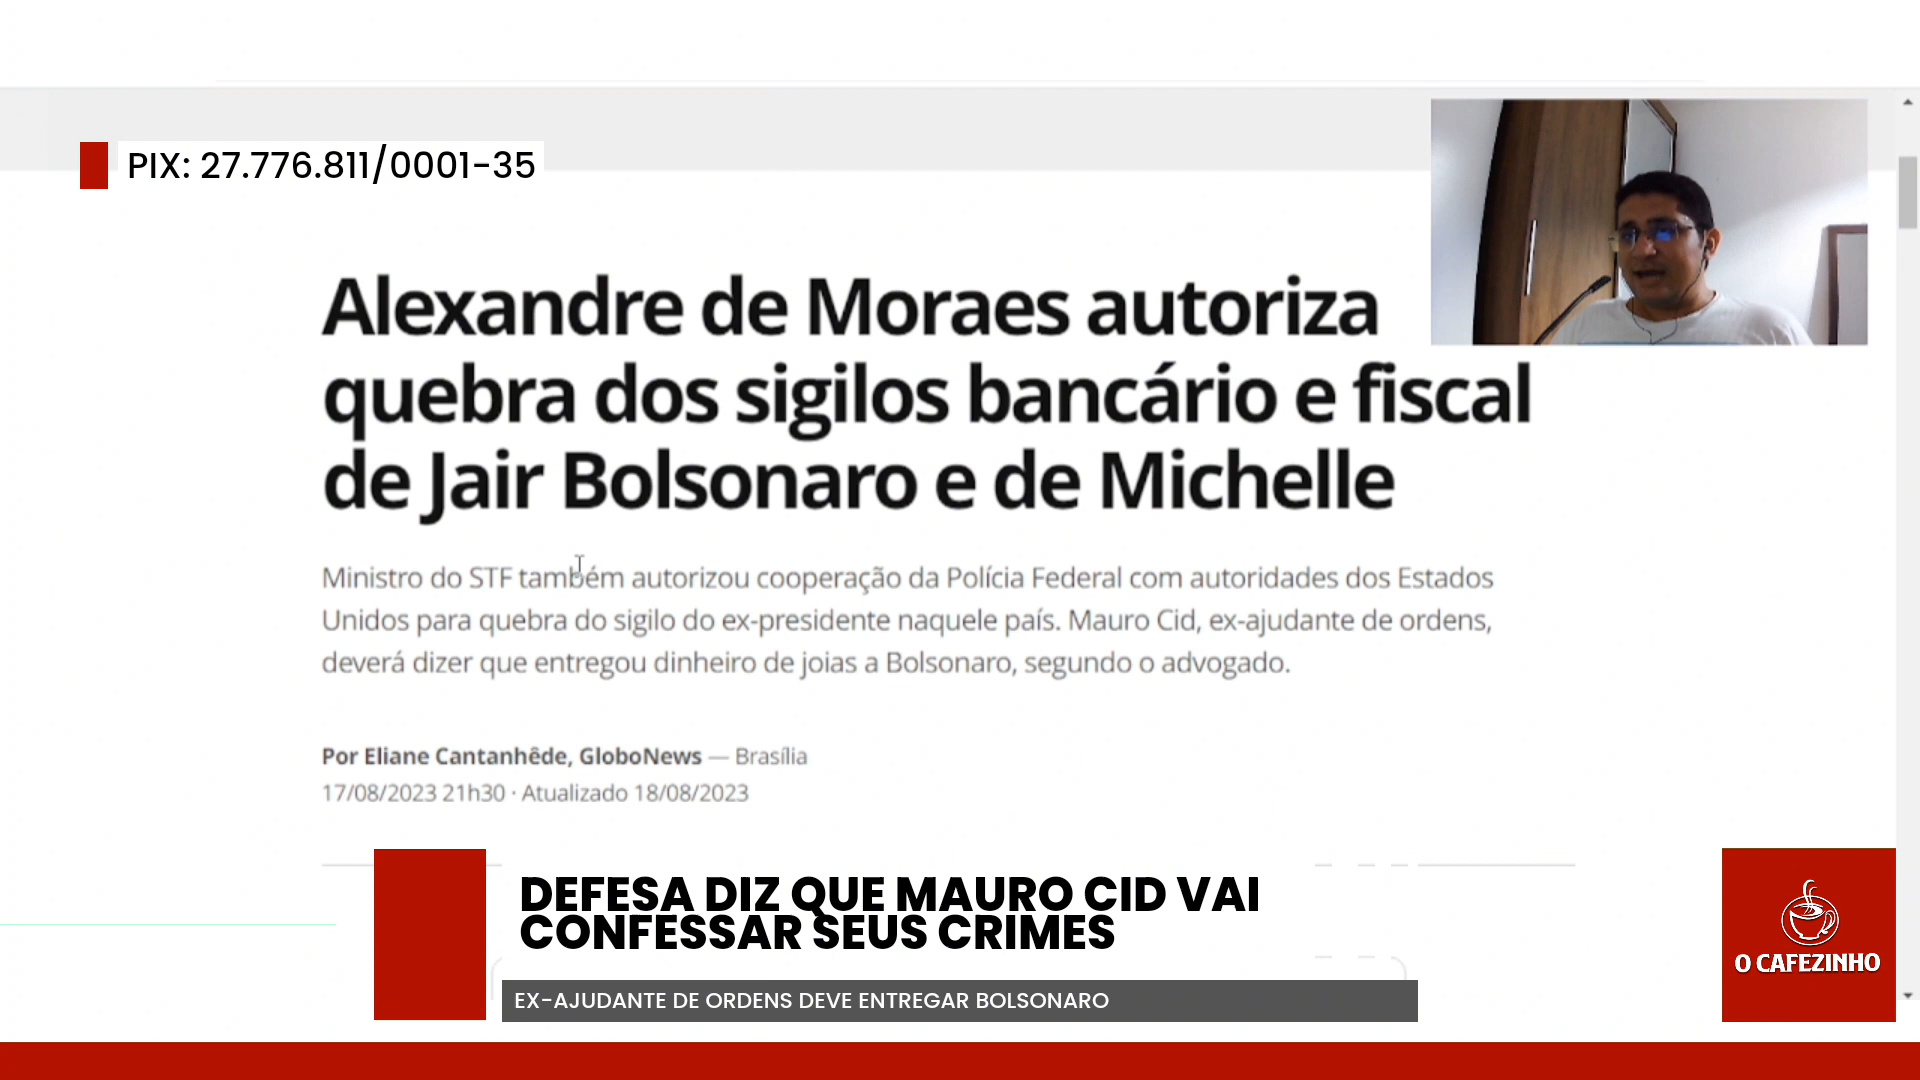 PIX: 27.776.811/0001-35
Alexandre de Moraes autoriza
quebra dos sigilos bancário e fiscal
de Jair Bolsonaro e de Michelle
Ministro do STF também autorizou cooperação da Polícia Federal com autoridades dos Estados
Unidos para quebra do sigilo do ex-presidente naquele país. Mauro Cid, ex-ajudante de ordens,
deverá dizer que entregou dinheiro de joias a Bolsonaro, segundo o advogado.
Por Eliane Cantanhêde, GloboNews — Brasília
17/08/2023 21h30 · Atualizado 18/08/2023
DEFESA DIZ QUE MAURO CID VAI
CONFESSAR SEUS CRIMES
EX-AJUDANTE DE ORDENS DEVE ENTREGAR BOLSONARO
O CAFEZINHO